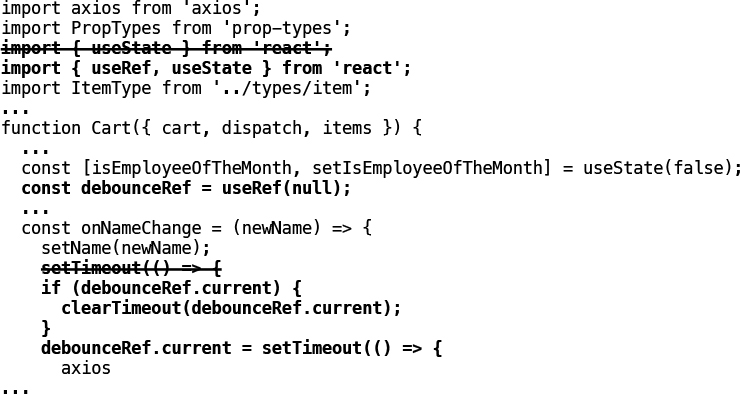 import axios from 'axios';
import PropTypes from 'prop-types';
import { useState } from 'react';
import { useRef, useState } from 'react';
import ItemType from '../types/item';
...
function Cart({ cart, dispatch, items }) {
  ...
  const [isEmployeeOfTheMonth, setIsEmployeeOfTheMonth] = useState(false);
  const debounceRef = useRef(null);
  ...
  const onNameChange = (newName) => {
    setName(newName);
    setTimeout(() => {
    if (debounceRef.current) {
      clearTimeout(debounceRef.current);
    }
    debounceRef.current = setTimeout(() => {
      axios
...